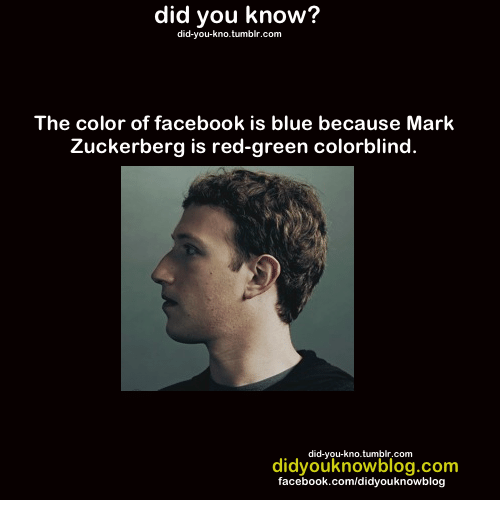 did you know?
did-you-kno.tumblr.com
The color of facebook is blue because Mark
Zuckerberg is red-green colorblind.
did-you-kno.tumblr.com
didyouknowblog.com
facebook.com/didyouknowblog